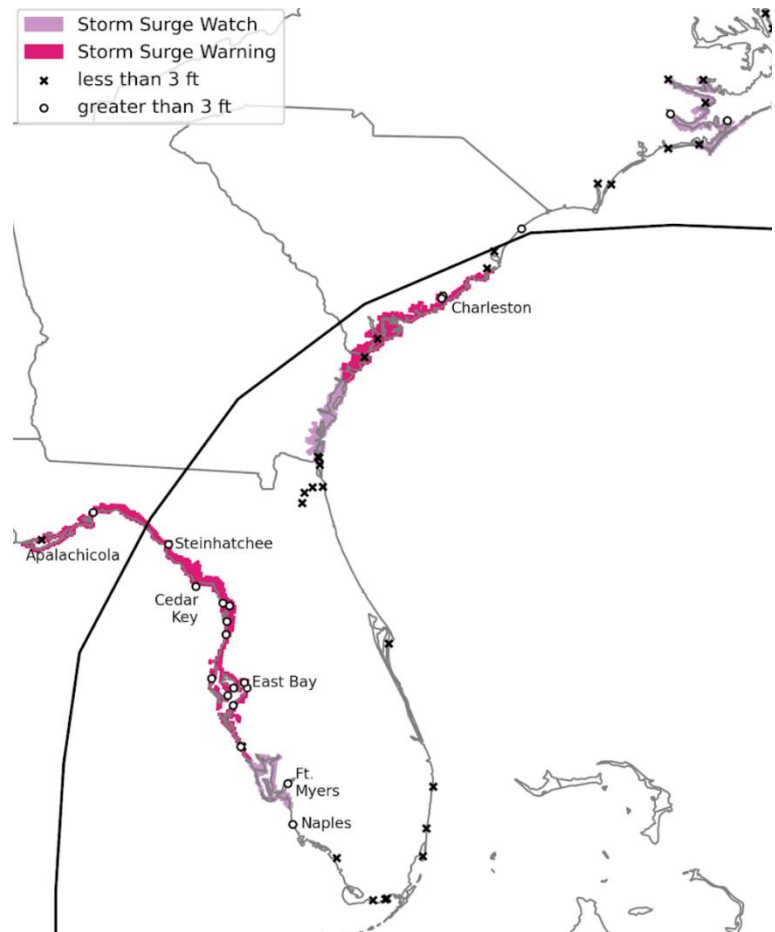 Storm Surge Watch
Storm Surge Warning
less than 3 ft
greater than 3 ft
Charleston
Apalachicola
Steinhatchee
Cedar
Key
East Bay
Ft.
Myers
Naples